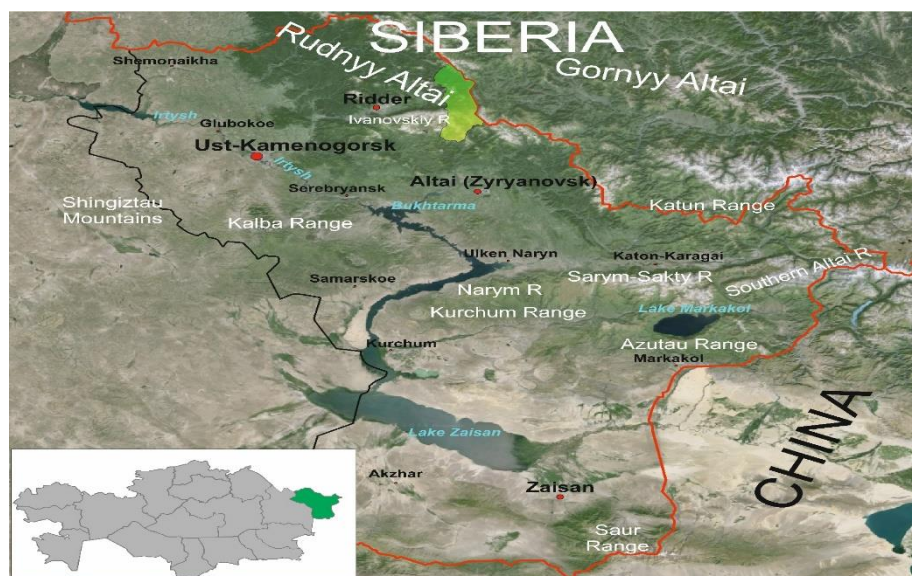 SIBERIA
Rudnyy Altai
Gornyy Altai
Shemonaikha
Ridder
Ivanovskiy R
Irtysh
Glubokoe
Ust-Kamenogorsk
Irtysh
Serebryansk
Altai (Zyryanovsk)
Bukhtarma
Shingiztau
Mountains
Kalba Range
Katun Range
Ulken Naryn
Katon-Karagai
Samarskoe
Narym R
Sarym-Sakty R
Southern Altai R
Kurchum Range
Lake Markakol
Kurchum
Azutau Range
Markakol
CHINA
Lake Zaisan
Akzhar
Zaisan
Saur
Range